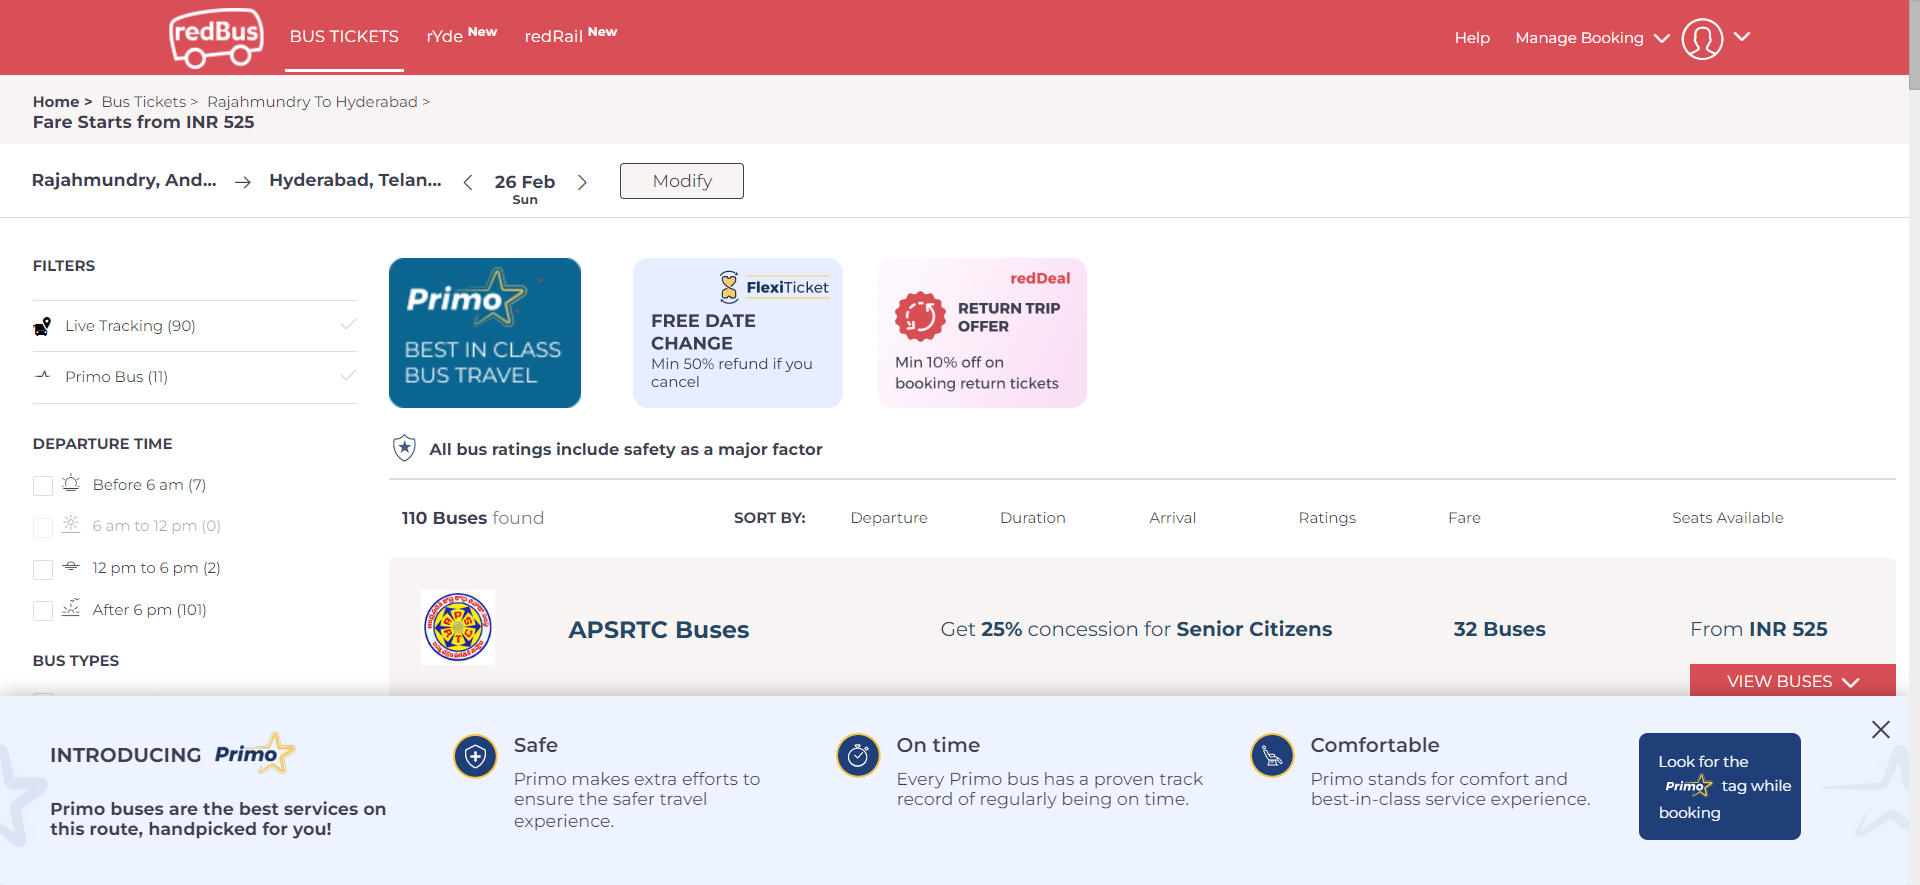 redBus
BUS TICKETS
rYde New
redRail New
Help
Manage Booking
Home > Bus Tickets > Rajahmundry To Hyderabad >
Fare Starts from INR 525
Rajahmundry, And...
Hyderabad, Telan...
26 Feb
Sun
Modify
FILTERS
Live Tracking (90)
Primo Bus (11)
DEPARTURE TIME
Before 6 am (7)
6 am to 12 pm (0)
12 pm to 6 pm (2)
After 6 pm (101)
BUS TYPES
Primo
BEST IN CLASS
BUS TRAVEL
FlexiTicket
FREE DATE
CHANGE
Min 50% refund if you
cancel
redDeal
RETURN TRIP
OFFER
Min 10% off on
booking return tickets
All bus ratings include safety as a major factor
110 Buses found
SORT BY:
Departure
Duration
Arrival
Ratings
Fare
Seats Available
APSRTC Buses
Get 25% concession for Senior Citizens
32 Buses
From INR 525
VIEW BUSES
INTRODUCING Primo
Primo buses are the best services on
this route, handpicked for you!
Safe
Primo makes extra efforts to
ensure the safer travel
experience.
On time
Every Primo bus has a proven track
record of regularly being on time.
Comfortable
Primo stands for comfort and
best-in-class service experience.
Look for the
Primo tag while
booking